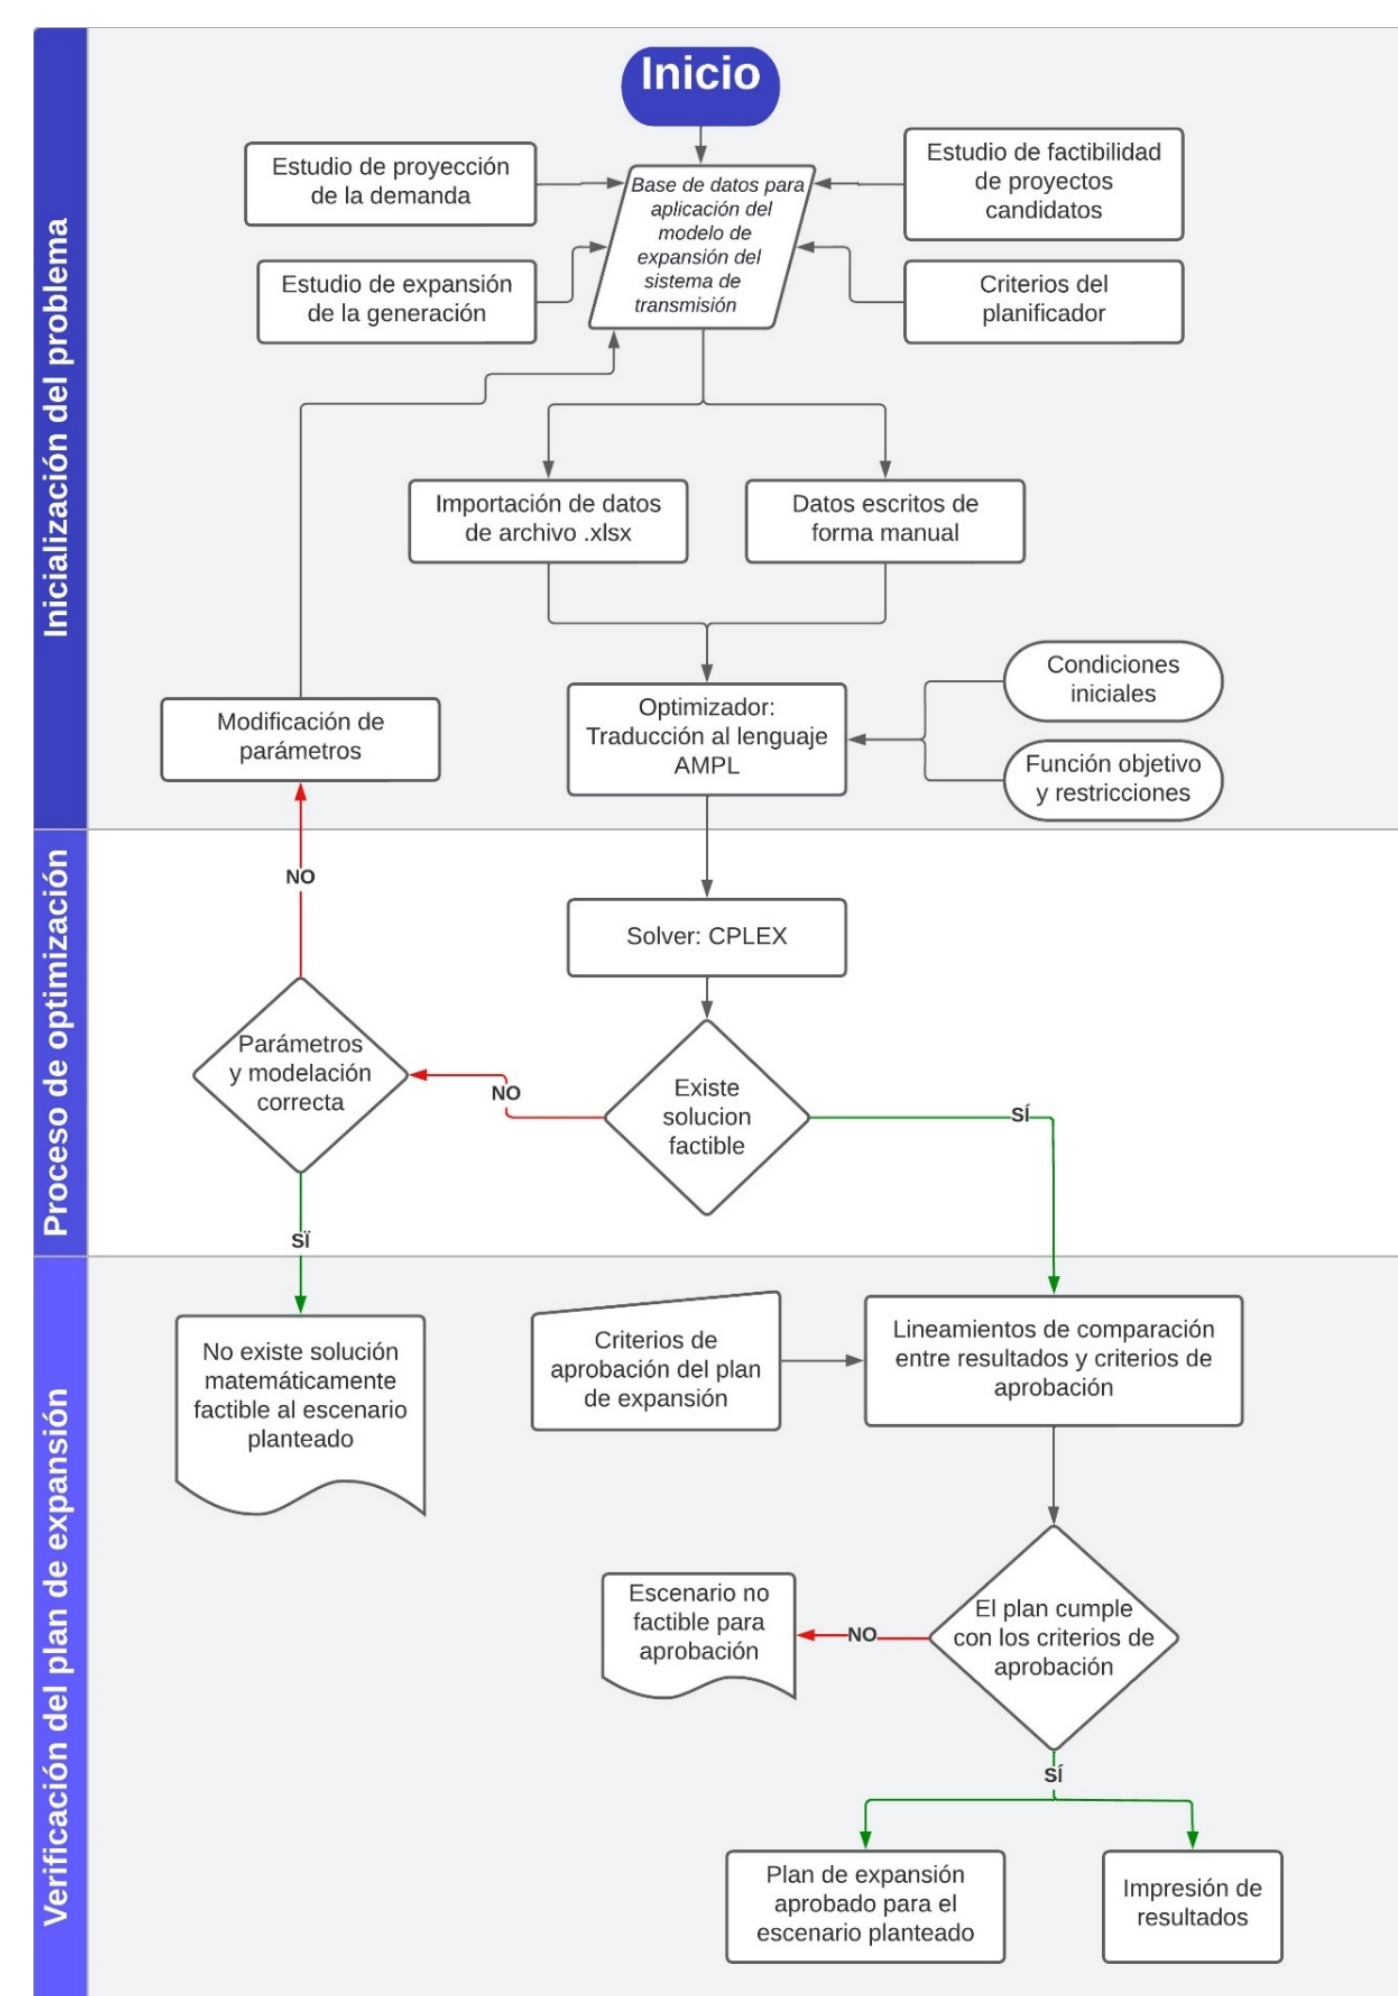 Inicialización del problema
Inicio
Estudio de proyección
de la demanda
Estudio de factibilidad
de proyectos
candidatos
Base de datos para
aplicación del
modelo de
expansión del
sistema de
transmisión
Estudio de expansión
de la generación
Criterios del
planificador
Importación de datos
de archivo .xlsx
Datos escritos de
forma manual
Condiciones
iniciales
Modificación de
parámetros
Optimizador:
Traducción al lenguaje
AMPL
Función objetivo
y restricciones
Proceso de optimización
NO
Solver: CPLEX
Parámetros
y modelación
correcta
NO
Existe
solucion
factible
SÍ
SÏ
Verificación del plan de expansión
No existe solución
matemáticamente
factible al escenario
planteado
Criterios de
aprobación del plan
de expansión
Lineamientos de comparación
entre resultados y criterios de
aprobación
Escenario no
factible para
aprobación
NO
El plan cumple
con los criterios de
aprobación
SÍ
Plan de expansión
aprobado para el
escenario planteado
Impresión de
resultados